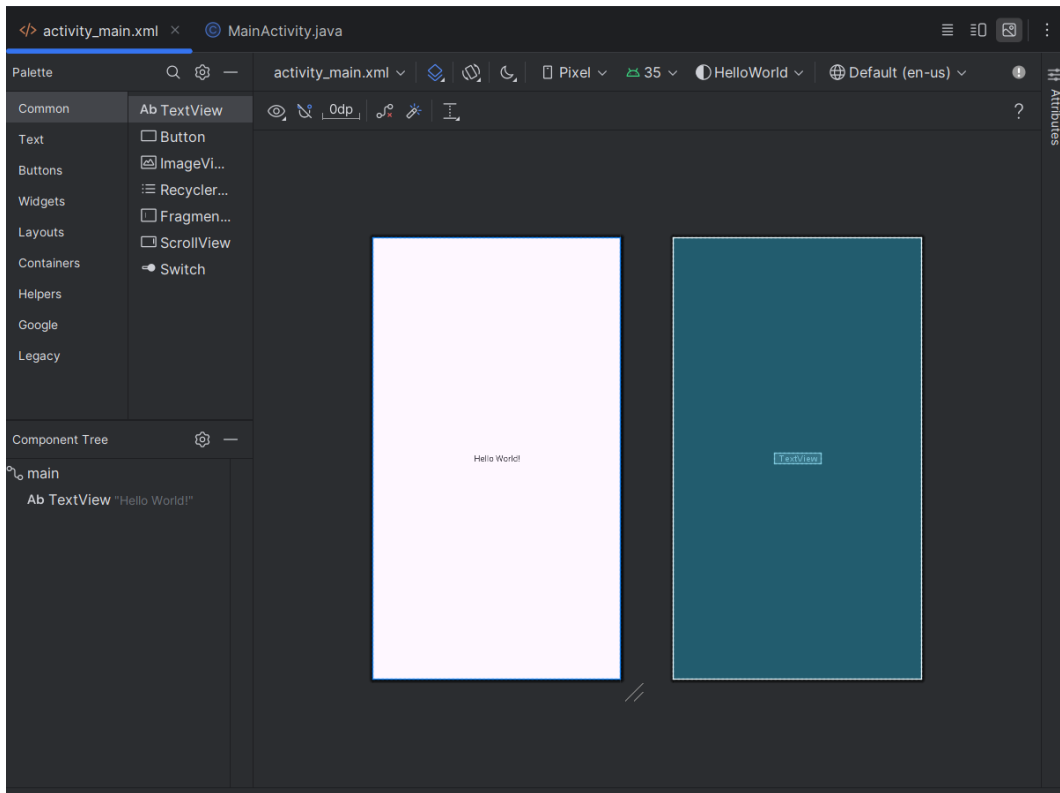 activity_main.xml
MainActivity.java
Palette
activity_main.xml
Pixel
35
HelloWorld
Default (en-us)
Attributes
Common
Text
Buttons
Widgets
Layouts
Containers
Helpers
Google
Legacy
Ab TextView
Button
ImageVi...
Recycler...
Fragmen...
ScrollView
Switch
0dp
?
Component Tree
main
Ab TextView "Hello World!"
Hello World!
TextView